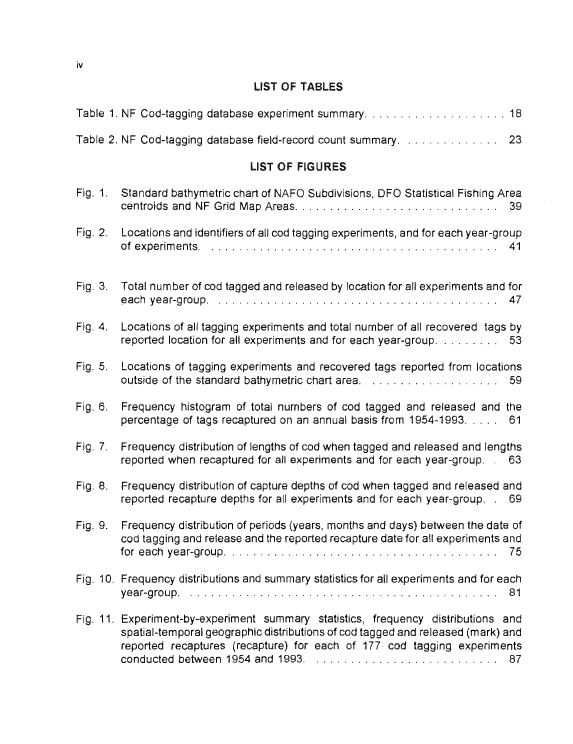 iv
LIST OF TABLES
Table 1. NF Cod-tagging database experiment summary. . . . . . . . . . . . . . . . . . . . . 18
Table 2. NF Cod-tagging database field-record count summary. . . . . . . . . . . . . . 23
LIST OF FIGURES
Fig. 1. Standard bathymetric chart of NAFO Subdivisions, DFO Statistical Fishing Area
centroids and NF Grid Map Areas. . . . . . . . . . . . . . . . . . . . . . . . . . . . . 39
Fig. 2. Locations and identifiers of all cod tagging experiments, and for each year-group
of experiments. . . . . . . . . . . . . . . . . . . . . . . . . . . . . . . . . . . . . . . . . . 41
Fig. 3. Total number of cod tagged and released by location for all experiments and for
each year-group. . . . . . . . . . . . . . . . . . . . . . . . . . . . . . . . . . . . . . . . . 47
Fig. 4. Locations of all tagging experiments and total number of all recovered tags by
reported location for all experiments and for each year-group. . . . . . . . . 53
Fig. 5. Locations of tagging experiments and recovered tags reported from locations
outside of the standard bathymetric chart area. . . . . . . . . . . . . . . . . . . 59
Fig. 6. Frequency histogram of total numbers of cod tagged and released and the
percentage of tags recaptured on an annual basis from 1954-1993. . . . . 61
Fig. 7. Frequency distribution of lengths of cod when tagged and released and lengths
reported when recaptured for all experiments and for each year-group. . 63
Fig. 8. Frequency distribution of capture depths of cod when tagged and released and
reported recapture depths for all experiments and for each year-group. . 69
Fig. 9. Frequency distribution of periods (years, months and days) between the date of
cod tagging and release and the reported recapture date for all experiments and
for each year-group. . . . . . . . . . . . . . . . . . . . . . . . . . . . . . . . . . . . . . . 75
Fig. 10. Frequency distributions and summary statistics for all experiments and for each
year-group. . . . . . . . . . . . . . . . . . . . . . . . . . . . . . . . . . . . . . . . . . . . . 81
Fig. 11. Experiment-by-experiment summary statistics, frequency distributions and
spatial-temporal geographic distributions of cod tagged and released (mark) and
reported recaptures (recapture) for each of 177 cod tagging experiments
conducted between 1954 and 1993. . . . . . . . . . . . . . . . . . . . . . . . . . . 87